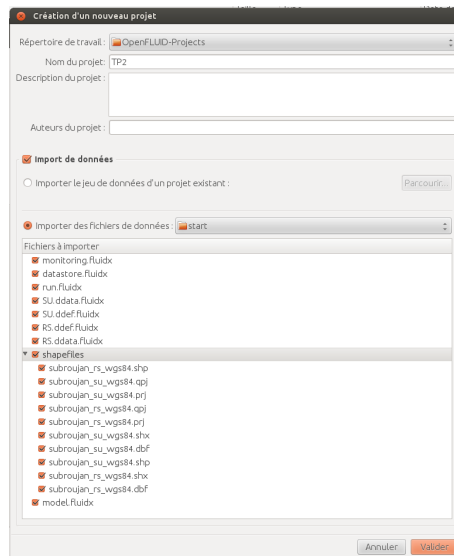 Création d'un nouveau projet
Répertoire de travail : OpenFLUID-Projects
Nom du projet: TP2
Description du projet :
Auteurs du projet :
Import de données
Importer le jeu de données d'un projet existant : Parcourir...
Importer des fichiers de données : start
Fichiers à importer
monitoring.fluidx
datastore.fluidx
run.fluidx
SU.ddata.fluidx
SU.ddef.fluidx
RS.ddef.fluidx
RS.ddata.fluidx
shapefiles
subroujan_rs_wgs84.shp
subroujan_su_wgs84.qpj
subroujan_su_wgs84.prj
subroujan_rs_wgs84.qpj
subroujan_rs_wgs84.prj
subroujan_su_wgs84.shx
subroujan_su_wgs84.dbf
subroujan_su_wgs84.shp
subroujan_rs_wgs84.shx
subroujan_rs_wgs84.dbf
model.fluidx
Annuler Valider